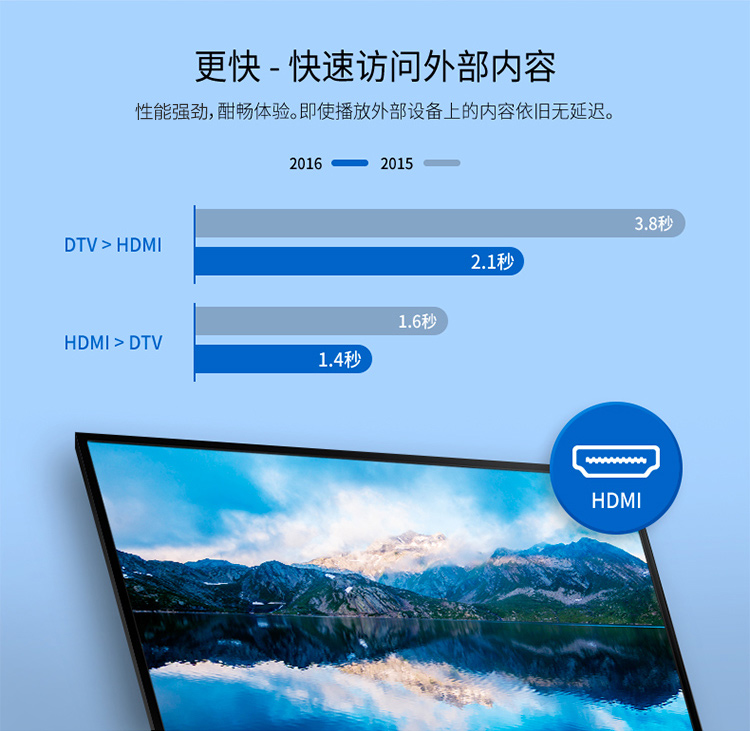 更快 - 快速访问外部内容
性能强劲，酣畅体验。即使播放外部设备上的内容依旧无延迟。
2016 2015
3.8秒
DTV > HDMI
2.1秒
1.6秒
HDMI > DTV
1.4秒
HDMI